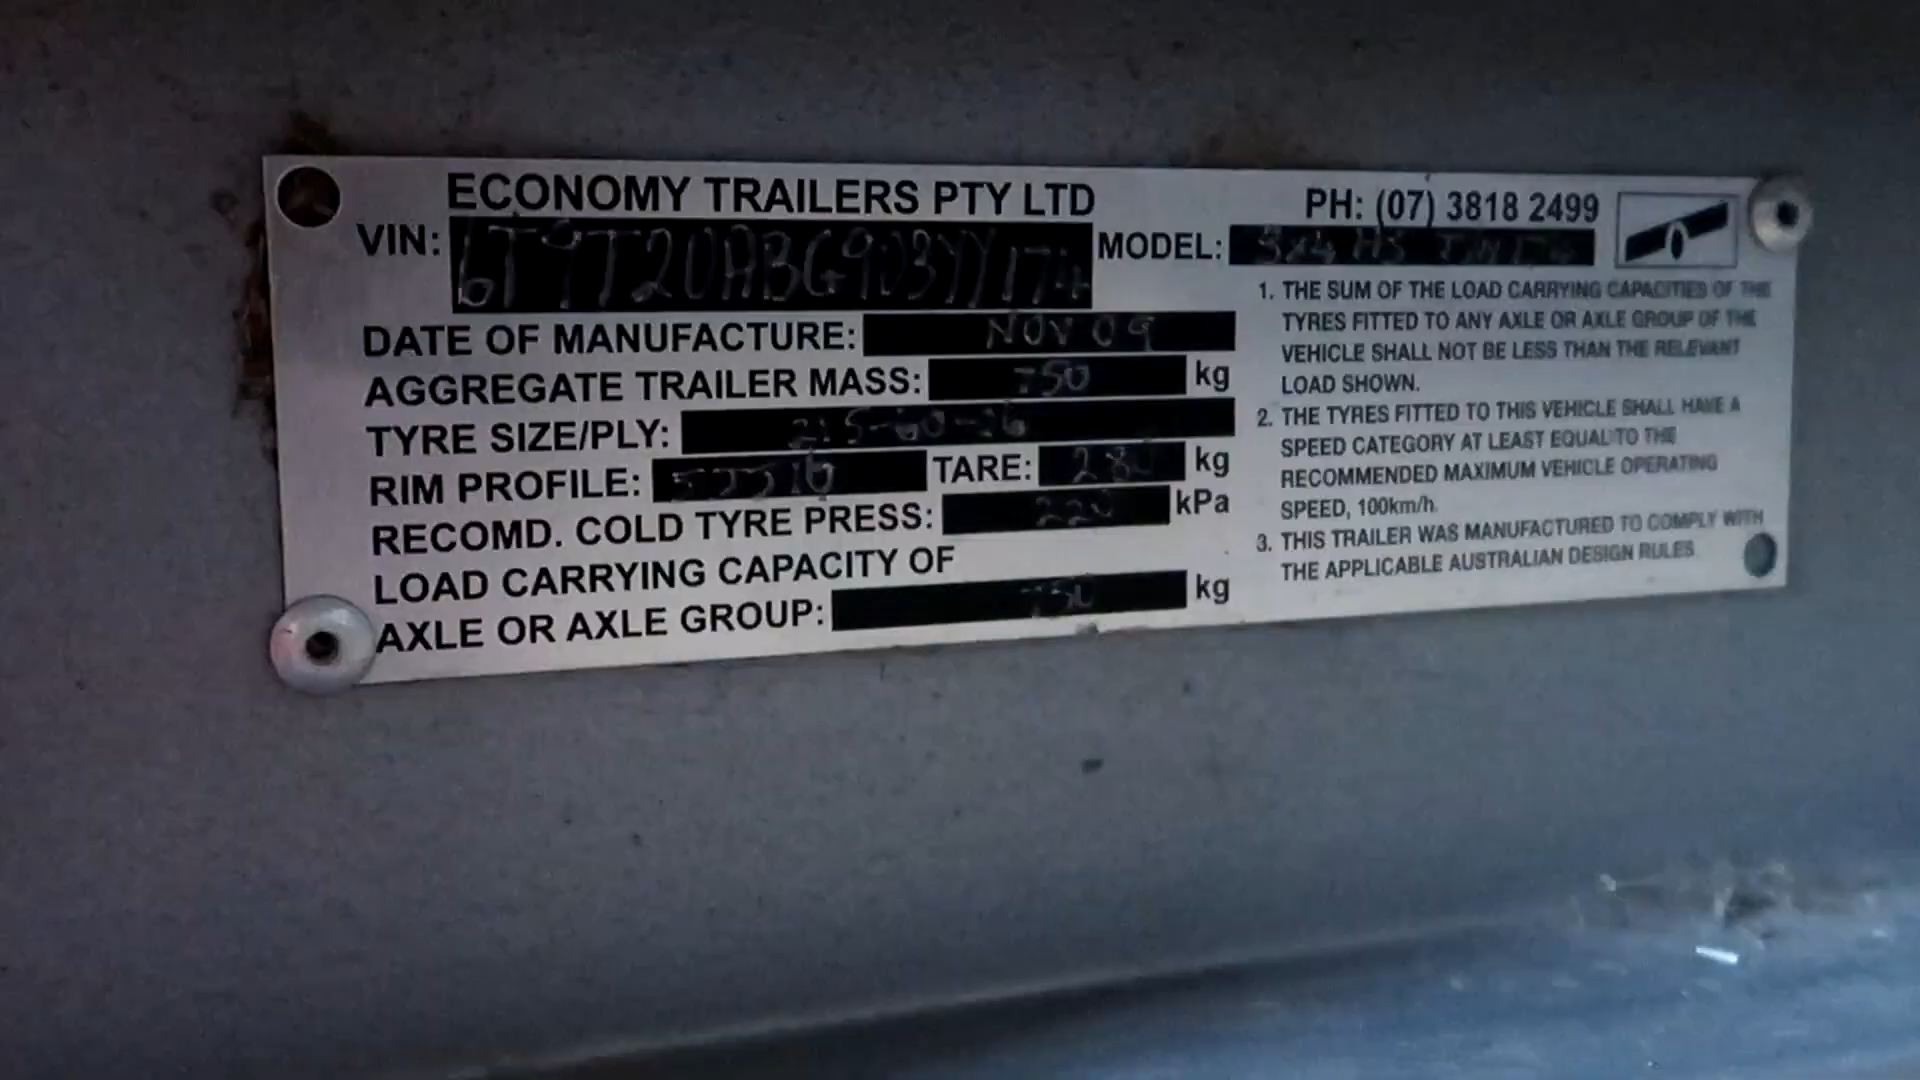 ECONOMY TRAILERS PTY LTD
PH: (07) 3818 2499
VIN:
MODEL:
DATE OF MANUFACTURE: NOV 09
AGGREGATE TRAILER MASS: 750 kg
TYRE SIZE/PLY:
RIM PROFILE:
TARE: kg
RECOMD. COLD TYRE PRESS: 220 kPa
LOAD CARRYING CAPACITY OF
AXLE OR AXLE GROUP: 750 kg
1. THE SUM OF THE LOAD CARRYING CAPACITIES OF THE
TYRES FITTED TO ANY AXLE OR AXLE GROUP OF THE
VEHICLE SHALL NOT BE LESS THAN THE RELEVANT
LOAD SHOWN.
2. THE TYRES FITTED TO THIS VEHICLE SHALL HAVE A
SPEED CATEGORY AT LEAST EQUAL TO THE
RECOMMENDED MAXIMUM VEHICLE OPERATING
SPEED, 100km/h.
3. THIS TRAILER WAS MANUFACTURED TO COMPLY WITH
THE APPLICABLE AUSTRALIAN DESIGN RULES